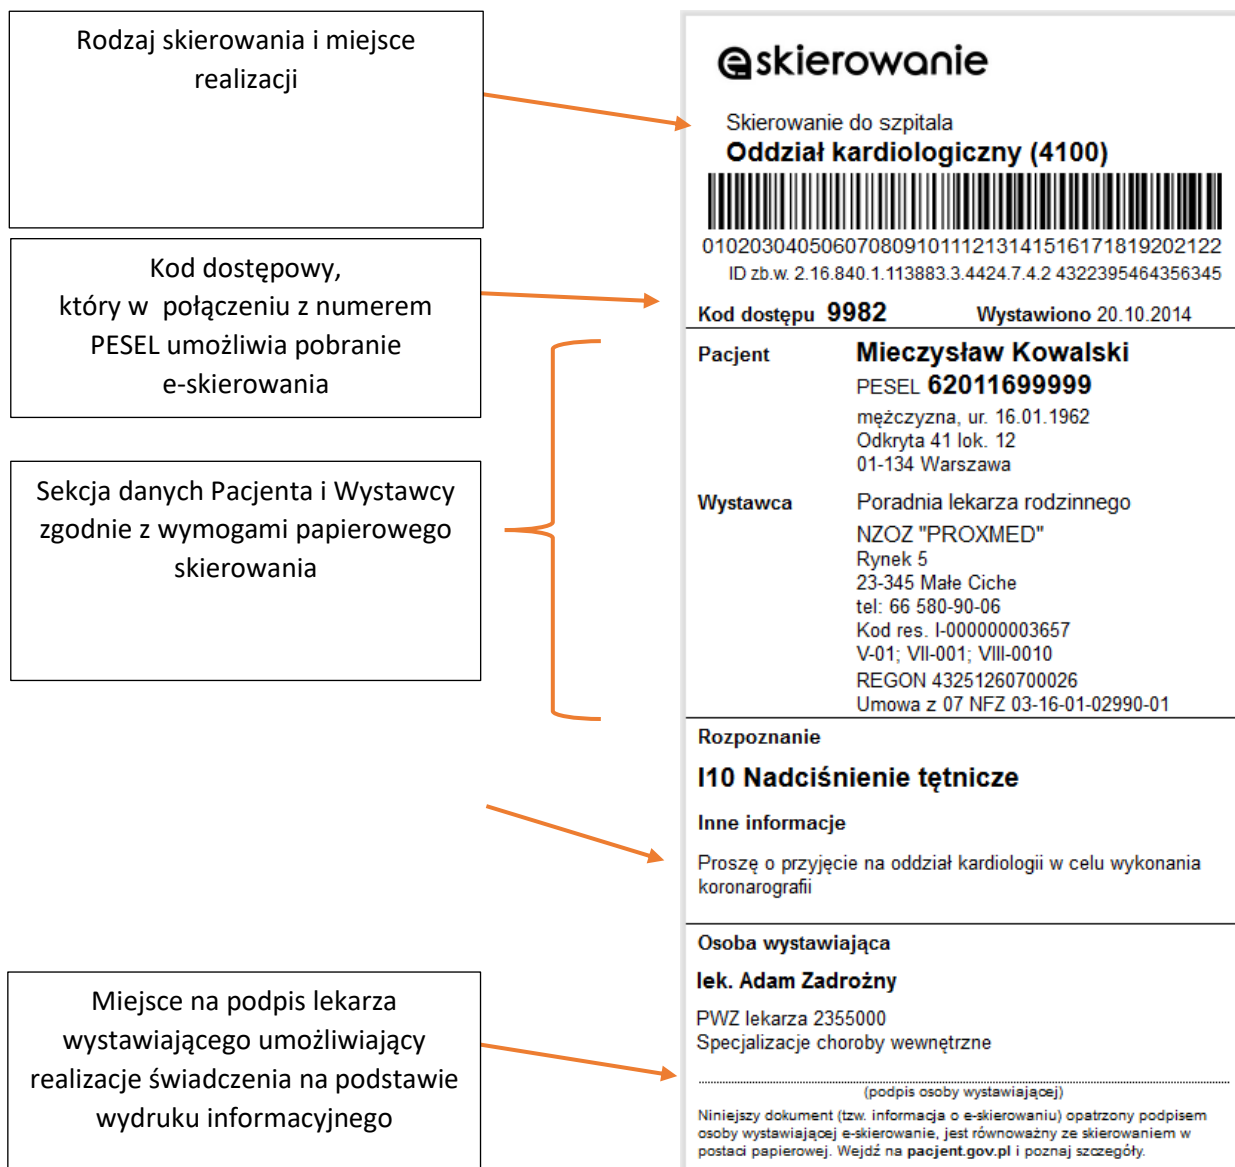 Rodzaj skierowania i miejsce
realizacji
Kod dostępowy,
który w połączeniu z numerem
PESEL umożliwia pobranie
e-skierowania
Sekcja danych Pacjenta i Wystawcy
zgodnie z wymogami papierowego
skierowania
Miejsce na podpis lekarza
wystawiającego umożliwiający
realizacje świadczenia na podstawie
wydruku informacyjnego
eskierowanie
Skierowanie do szpitala
Oddział kardiologiczny (4100)
01020304050607080910111213141516171819202122
ID zb.w. 2.16.840.1.113883.3.4424.7.4.2 4322395464356345
Kod dostępu 9982 Wystawiono 20.10.2014
Pacjent Mieczysław Kowalski
PESEL 62011699999
mężczyzna, ur. 16.01.1962
Odkryta 41 lok. 12
01-134 Warszawa
Wystawca Poradnia lekarza rodzinnego
NZOZ "PROXMED"
Rynek 5
23-345 Małe Ciche
tel: 66 580-90-06
Kod res. I-000000003657
V-01; VII-001; VIII-0010
REGON 43251260700026
Umowa z 07 NFZ 03-16-01-02990-01
Rozpoznanie
I10 Nadciśnienie tętnicze
Inne informacje
Proszę o przyjęcie na oddział kardiologii w celu wykonania
koronarografii
Osoba wystawiająca
lek. Adam Zadrożny
PWZ lekarza 2355000
Specjalizacje choroby wewnętrzne
(podpis osoby wystawiającej)
Niniejszy dokument (tzw. informacja o e-skierowaniu) opatrzony podpisem
osoby wystawiającej e-skierowanie, jest równoważny ze skierowaniem w
postaci papierowej. Wejdź na pacjent.gov.pl i poznaj szczegóły.